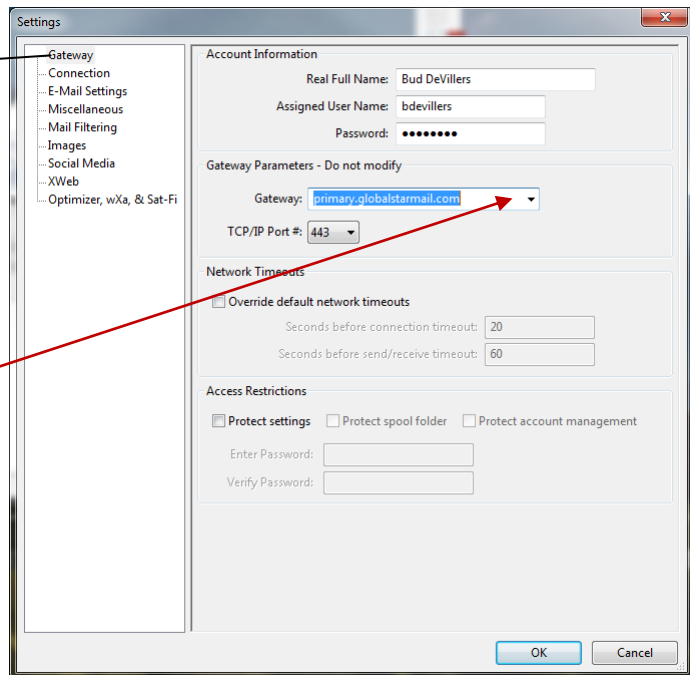 Settings
Gateway
Connection
E-Mail Settings
Miscellaneous
Mail Filtering
Images
Social Media
XWeb
Optimizer, wXa, & Sat-Fi
Account Information
Real Full Name: Bud DeVillers
Assigned User Name: bdevillers
Password: ••••••••
Gateway Parameters - Do not modify
Gateway: primary.globalstarmail.com
TCP/IP Port #: 443
Network Timeouts
Override default network timeouts
Seconds before connection timeout: 20
Seconds before send/receive timeout: 60
Access Restrictions
Protect settings Protect spool folder Protect account management
Enter Password:
Verify Password:
OK Cancel